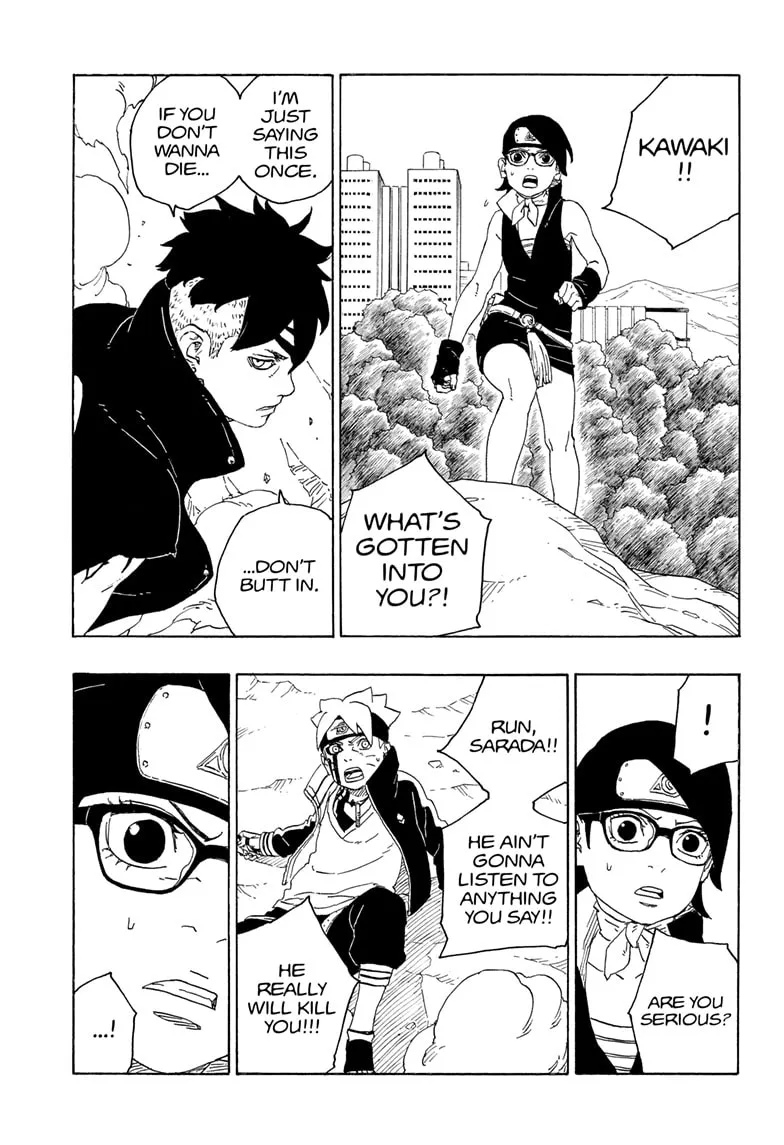 KAWAKI
!!
WHAT'S
GOTTEN
INTO
YOU?!
I'M
JUST
SAYING
THIS
ONCE.
IF YOU
DON'T
WANNA
DIE...
...DON'T
BUTT IN.
!
ARE YOU
SERIOUS?
RUN,
SARADA!!
HE AIN'T
GONNA
LISTEN TO
ANYTHING
YOU SAY!!
HE
REALLY
WILL KILL
YOU!!!
...!